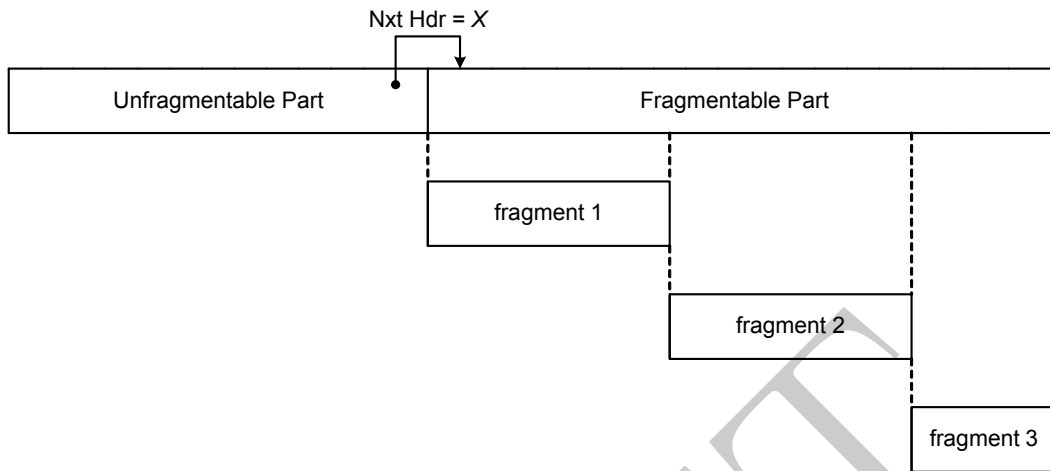 Nxt Hdr = X
Unfragmentable Part
Fragmentable Part
fragment 1
fragment 2
fragment 3